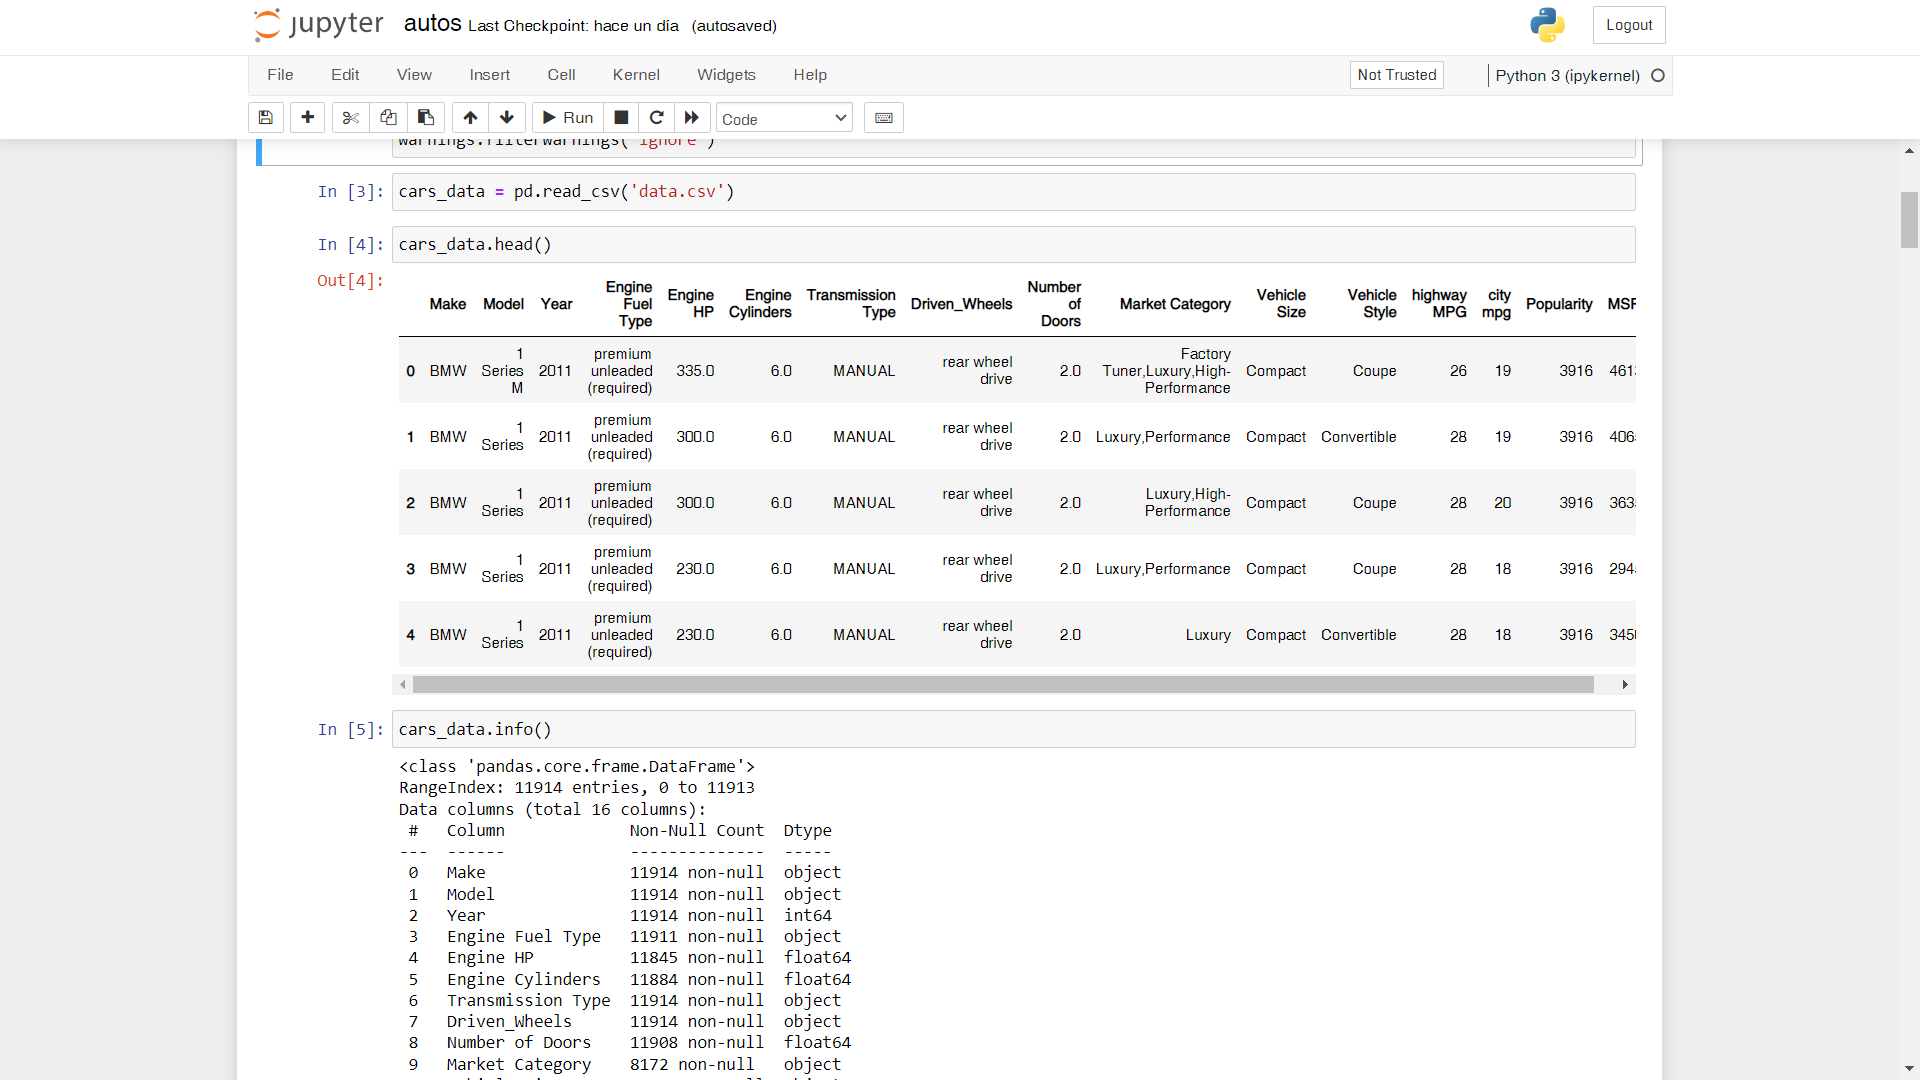 jupyter autos Last Checkpoint: hace un día (autosaved) Logout
File Edit View Insert Cell Kernel Widgets Help Not Trusted Python 3 (ipykernel)
Run Code
warnings.filterwarnings('ignore')
In [3]: cars_data = pd.read_csv('data.csv')
In [4]: cars_data.head()
Out[4]:
Make Model Year Engine Fuel Type Engine HP Engine Cylinders Transmission Type Driven_Wheels Number of Doors Market Category Vehicle Size Vehicle Style highway MPG city mpg Popularity
0 BMW 1 Series M 2011 premium unleaded (required) 335.0 6.0 MANUAL rear wheel drive 2.0 Factory Tuner,Luxury,High-Performance Compact Coupe 26 19 3916
1 BMW 1 Series 2011 premium unleaded (required) 300.0 6.0 MANUAL rear wheel drive 2.0 Luxury,Performance Compact Convertible 28 19 3916
2 BMW 1 Series 2011 premium unleaded (required) 300.0 6.0 MANUAL rear wheel drive 2.0 Luxury,High-Performance Compact Coupe 28 20 3916
3 BMW 1 Series 2011 premium unleaded (required) 230.0 6.0 MANUAL rear wheel drive 2.0 Luxury,Performance Compact Coupe 28 18 3916
4 BMW 1 Series 2011 premium unleaded (required) 230.0 6.0 MANUAL rear wheel drive 2.0 Luxury Compact Convertible 28 18 3916
In [5]: cars_data.info()
<class 'pandas.core.frame.DataFrame'>
RangeIndex: 11914 entries, 0 to 11913
Data columns (total 16 columns):
# Column Non-Null Count Dtype
--- ------ -------------- -----
0 Make 11914 non-null object
1 Model 11914 non-null object
2 Year 11914 non-null int64
3 Engine Fuel Type 11911 non-null object
4 Engine HP 11845 non-null float64
5 Engine Cylinders 11884 non-null float64
6 Transmission Type 11914 non-null object
7 Driven_Wheels 11914 non-null object
8 Number of Doors 11908 non-null float64
9 Market Category 8172 non-null object